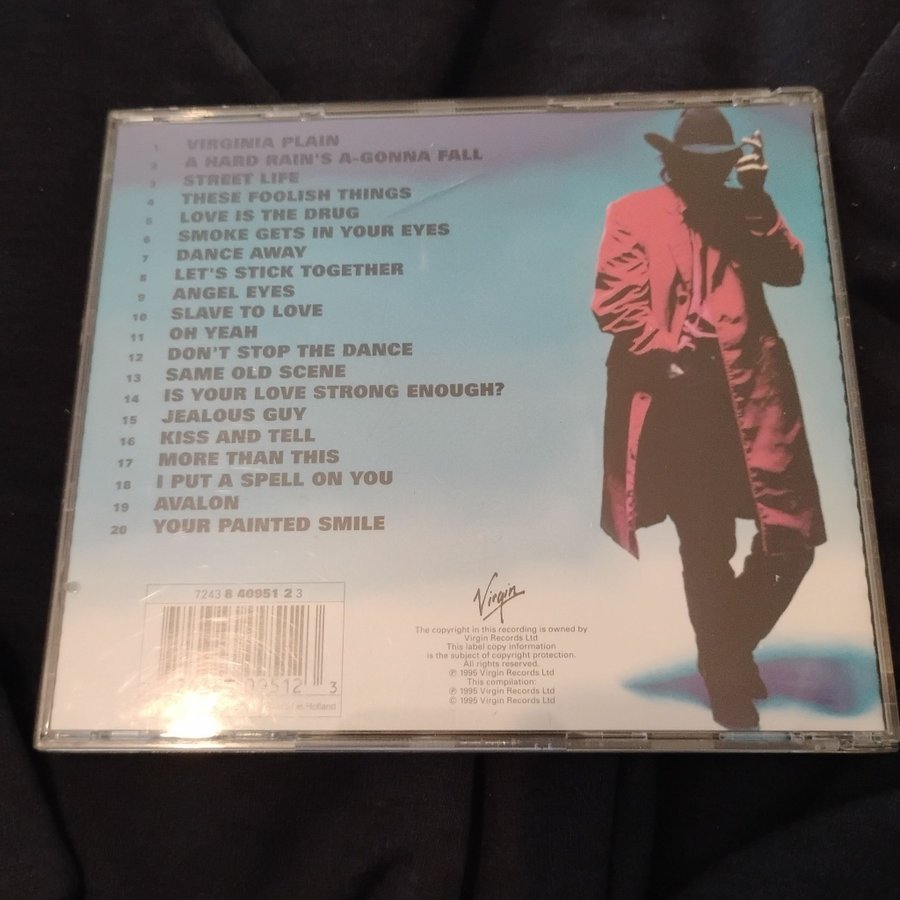 1 VIRGINIA PLAIN
2 A HARD RAIN'S A-GONNA FALL
3 STREET LIFE
4 THESE FOOLISH THINGS
5 LOVE IS THE DRUG
6 SMOKE GETS IN YOUR EYES
7 DANCE AWAY
8 LET'S STICK TOGETHER
9 ANGEL EYES
10 SLAVE TO LOVE
11 OH YEAH
12 DON'T STOP THE DANCE
13 SAME OLD SCENE
14 IS YOUR LOVE STRONG ENOUGH?
15 JEALOUS GUY
16 KISS AND TELL
17 MORE THAN THIS
18 I PUT A SPELL ON YOU
19 AVALON
20 YOUR PAINTED SMILE
7243 8 40951 2 3
3
in Holland
Virgin
The copyright in this recording is owned by
Virgin Records Ltd
This label copy information
is the subject of copyright protection.
All rights reserved.
℗ 1995 Virgin Records Ltd
This compilation:
℗ 1995 Virgin Records Ltd
© 1995 Virgin Records Ltd